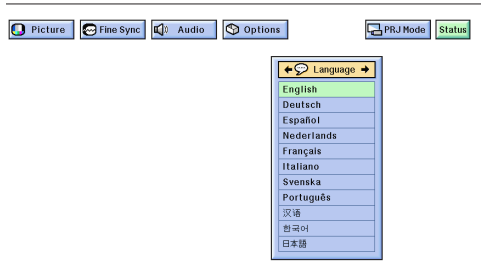 Picture Fine Sync Audio Options PRJ Mode Status
Language
English
Deutsch
Español
Nederlands
Français
Italiano
Svenska
Português
汉语
한국어
日本語